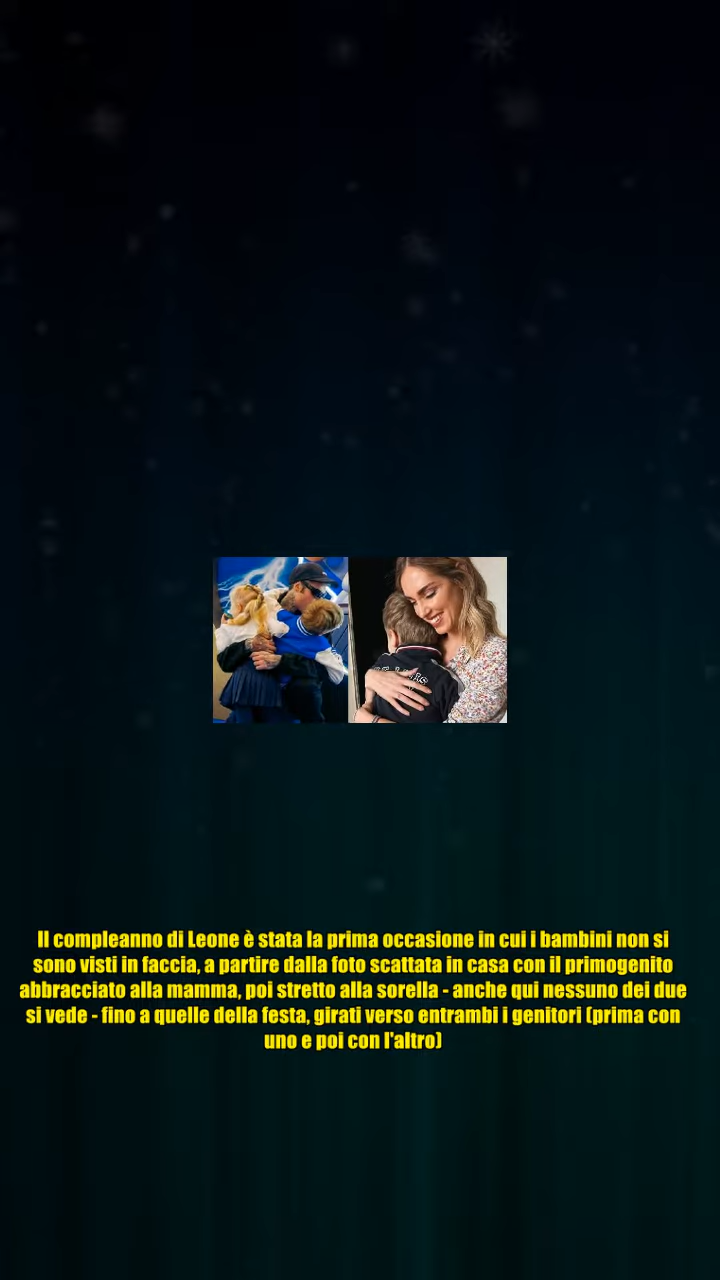 Il compleanno di Leone è stata la prima occasione in cui i bambini non si
sono visti in faccia, a partire dalla foto scattata in casa con il primogenito
abbracciato alla mamma, poi stretto alla sorella - anche qui nessuno dei due
si vede - fino a quelle della festa, girati verso entrambi i genitori (prima con
uno e poi con l'altro)